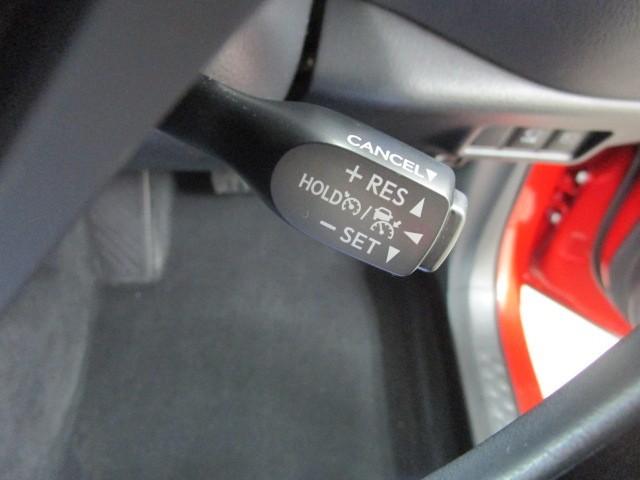 CANCEL▼
+ RES ▲
HOLD / ◀
− SET ▼